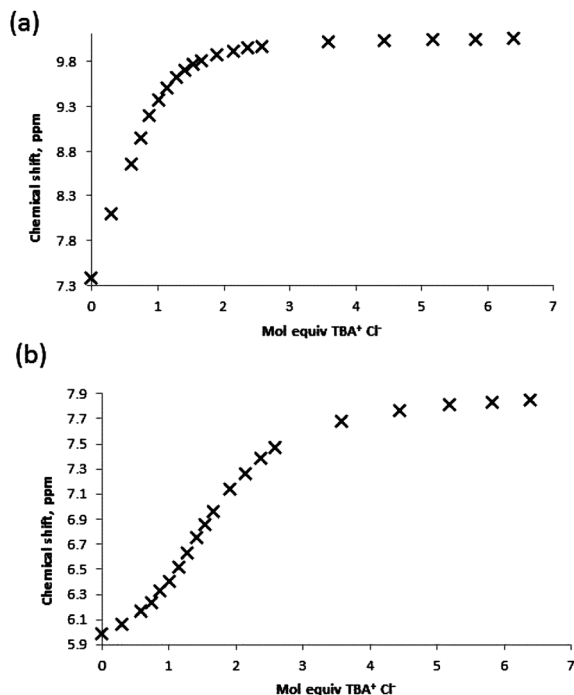 (a)
Chemical shift, ppm
9.8
9.3
8.8
8.3
7.8
7.3
0 1 2 3 4 5 6 7
Mol equiv TBA⁺ Cl⁻
(b)
Chemical shift, ppm
7.9
7.7
7.5
7.3
7.1
6.9
6.7
6.5
6.3
6.1
5.9
0 1 2 3 4 5 6 7
Mol equiv TBA⁺ Cl⁻